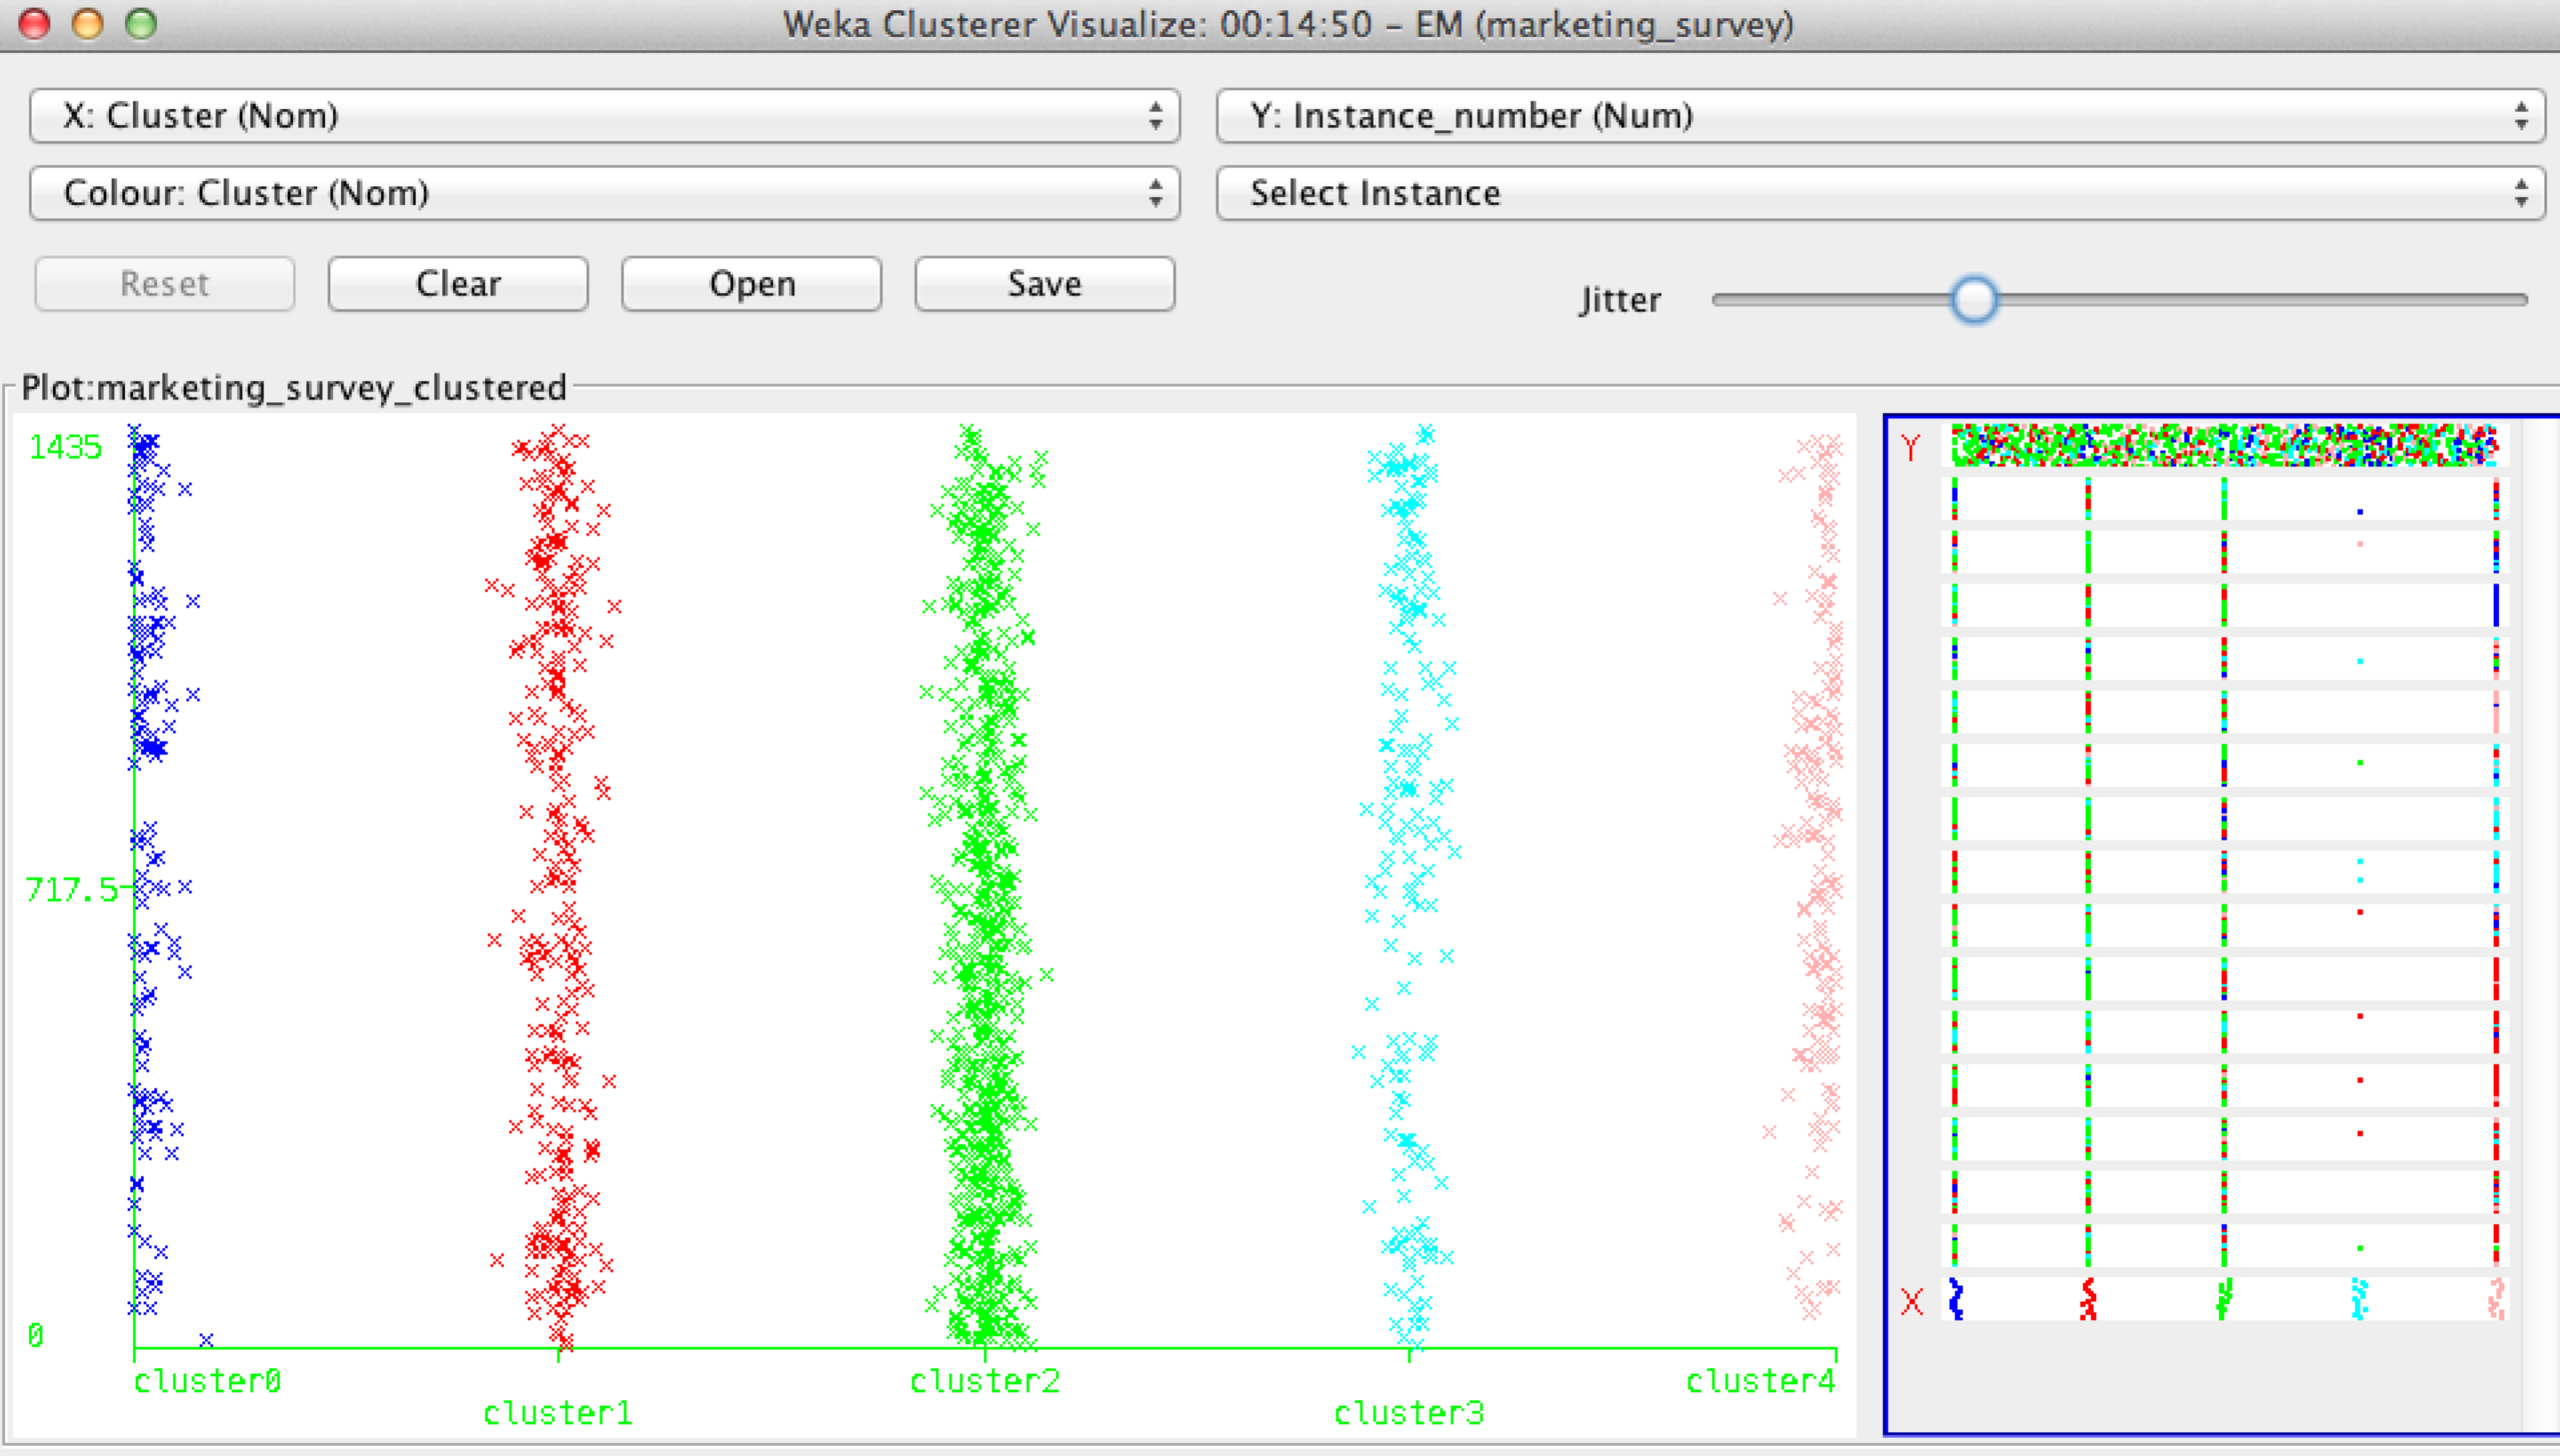 Weka Clusterer Visualize: 00:14:50 – EM (marketing_survey)
X: Cluster (Nom)
Y: Instance_number (Num)
Colour: Cluster (Nom)
Select Instance
Reset
Clear
Open
Save
Jitter
Plot:marketing_survey_clustered
1435
717.5
0
cluster0
cluster1
cluster2
cluster3
cluster4
Y
X